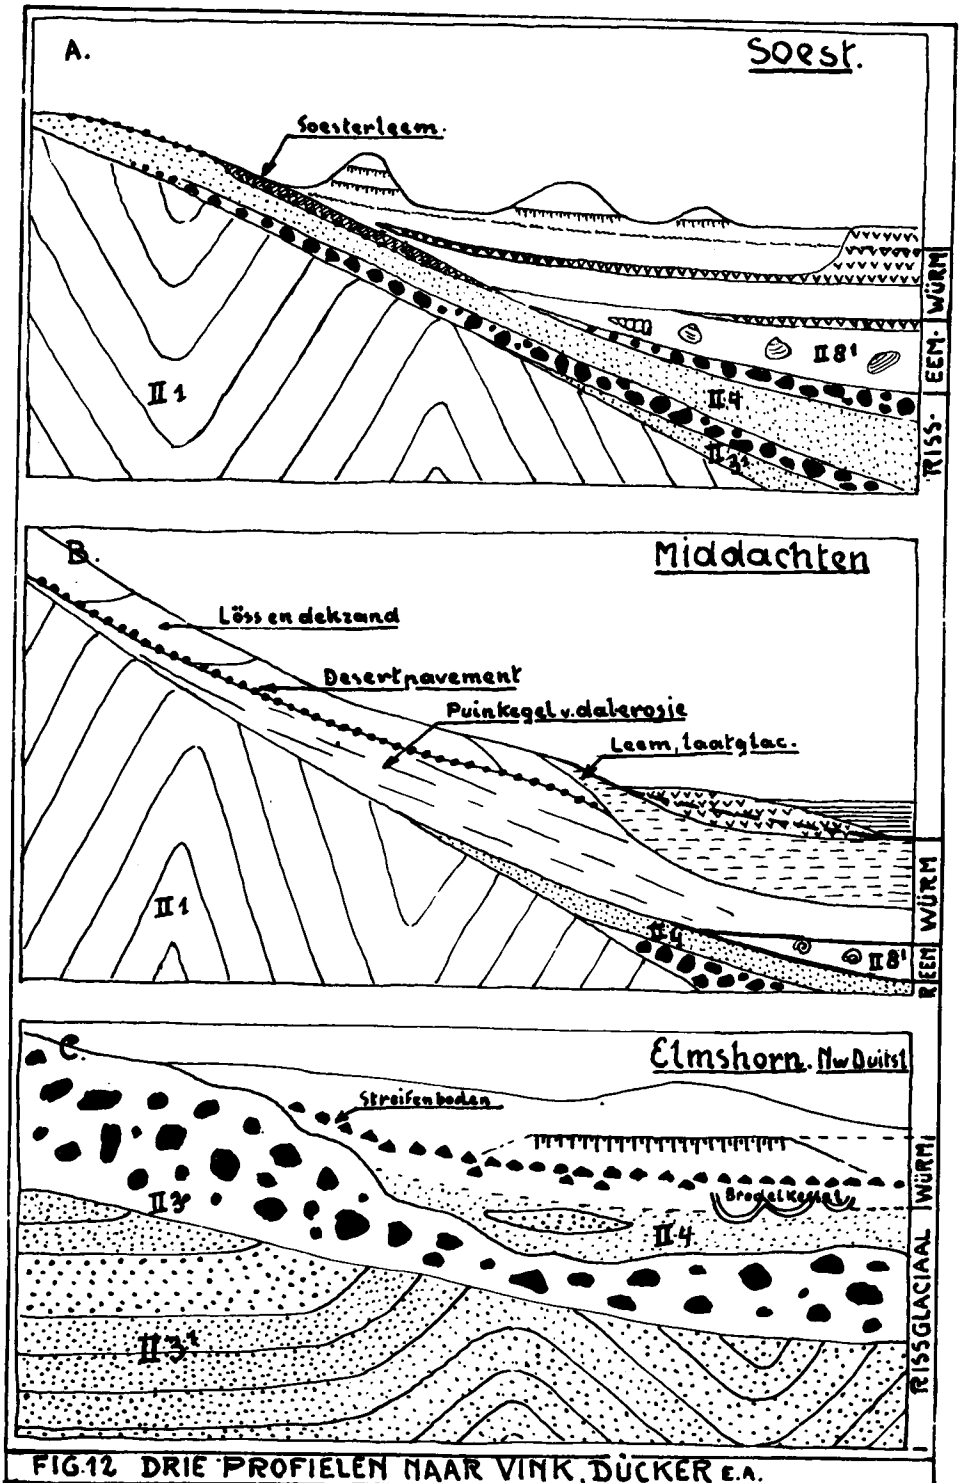 A.
Soest.
Soesterleem.
II 1
II 8¹
II 4
II 3¹
WÜRM
EEM.
RISS.
B.
Middachten
Löss en dekzand
Desertpavement
Puinkegel v. dalerosie
Leem, laatglac.
II 1
II 4
II 8¹
WÜRM
EEM
R
C.
Elmshorn. NW Duitsl
Streifenboden
Brodelkessel
II 3
II 4
II 3¹
WÜRM
RISSGLACIAAL
FIG.12 DRIE PROFIELEN NAAR VINK, DÜCKER E.A.